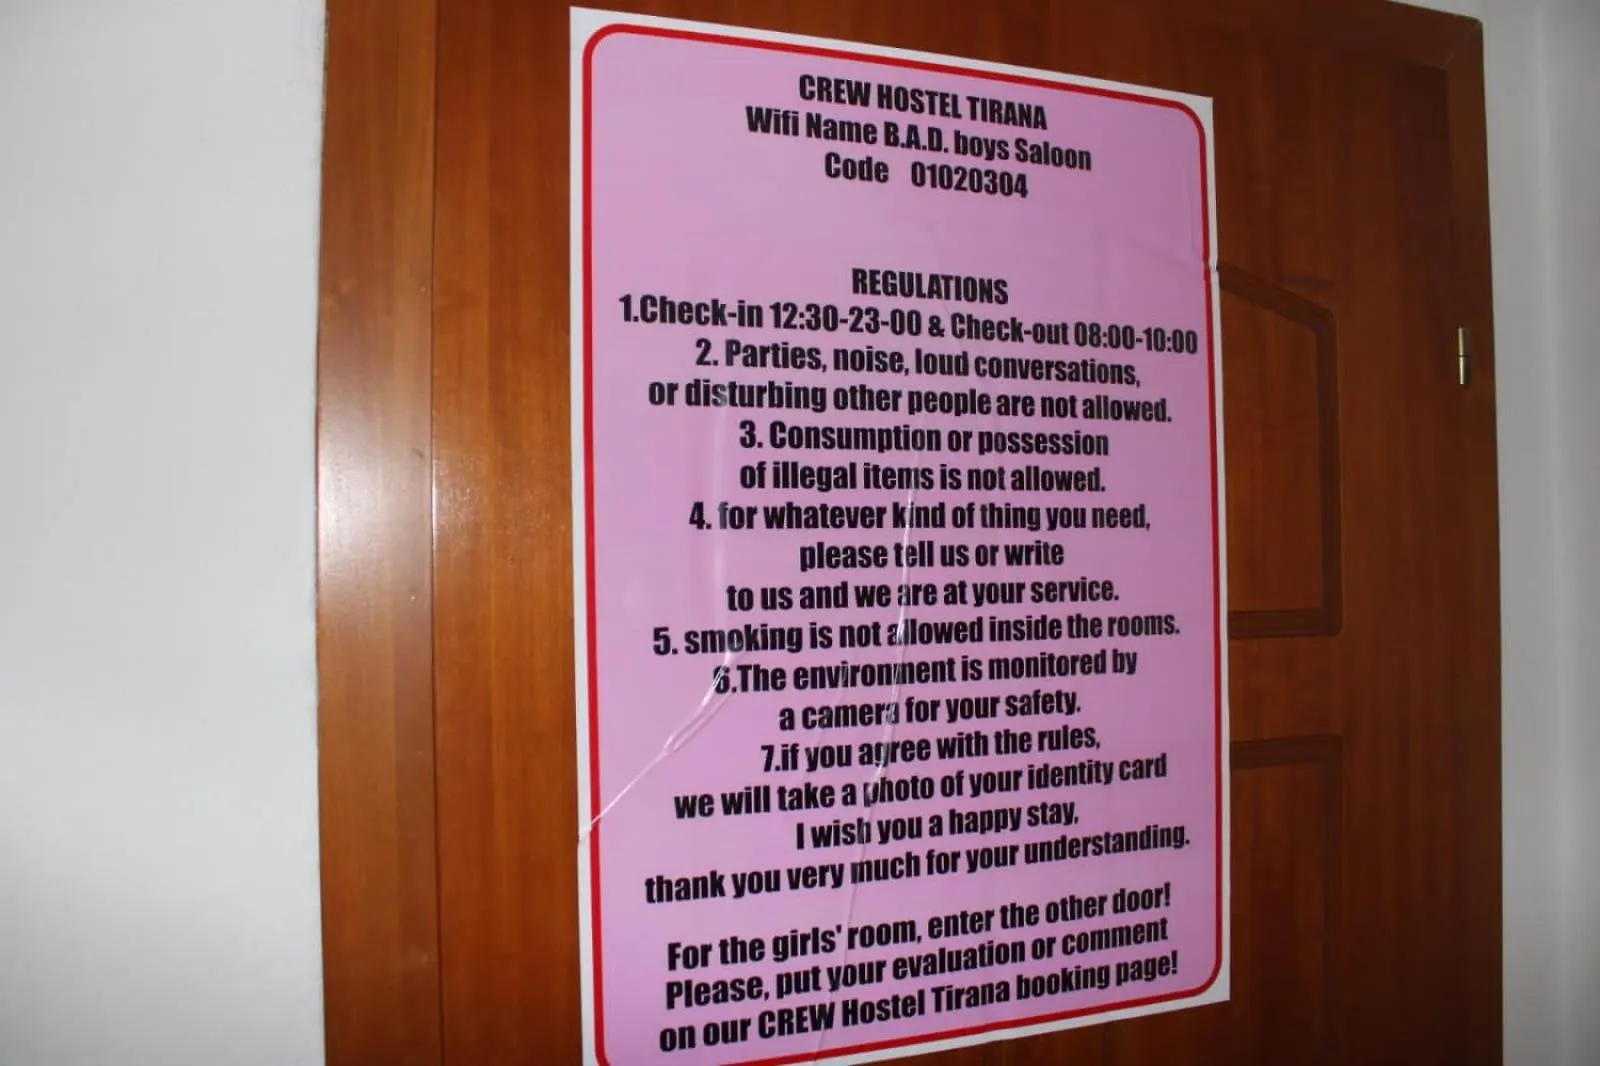 CREW HOSTEL TIRANA
Wifi Name B.A.D. boys Saloon
Code 01020304
REGULATIONS
1.Check-in 12:30-23-00 & Check-out 08:00-10:00
2. Parties, noise, loud conversations,
or disturbing other people are not allowed.
3. Consumption or possession
of illegal items is not allowed.
4. for whatever kind of thing you need,
please tell us or write
to us and we are at your service.
5. smoking is not allowed inside the rooms.
6.The environment is monitored by
a camera for your safety.
7.if you agree with the rules,
we will take a photo of your identity card
I wish you a happy stay,
thank you very much for your understanding.
For the girls' room, enter the other door!
Please, put your evaluation or comment
on our CREW Hostel Tirana booking page!